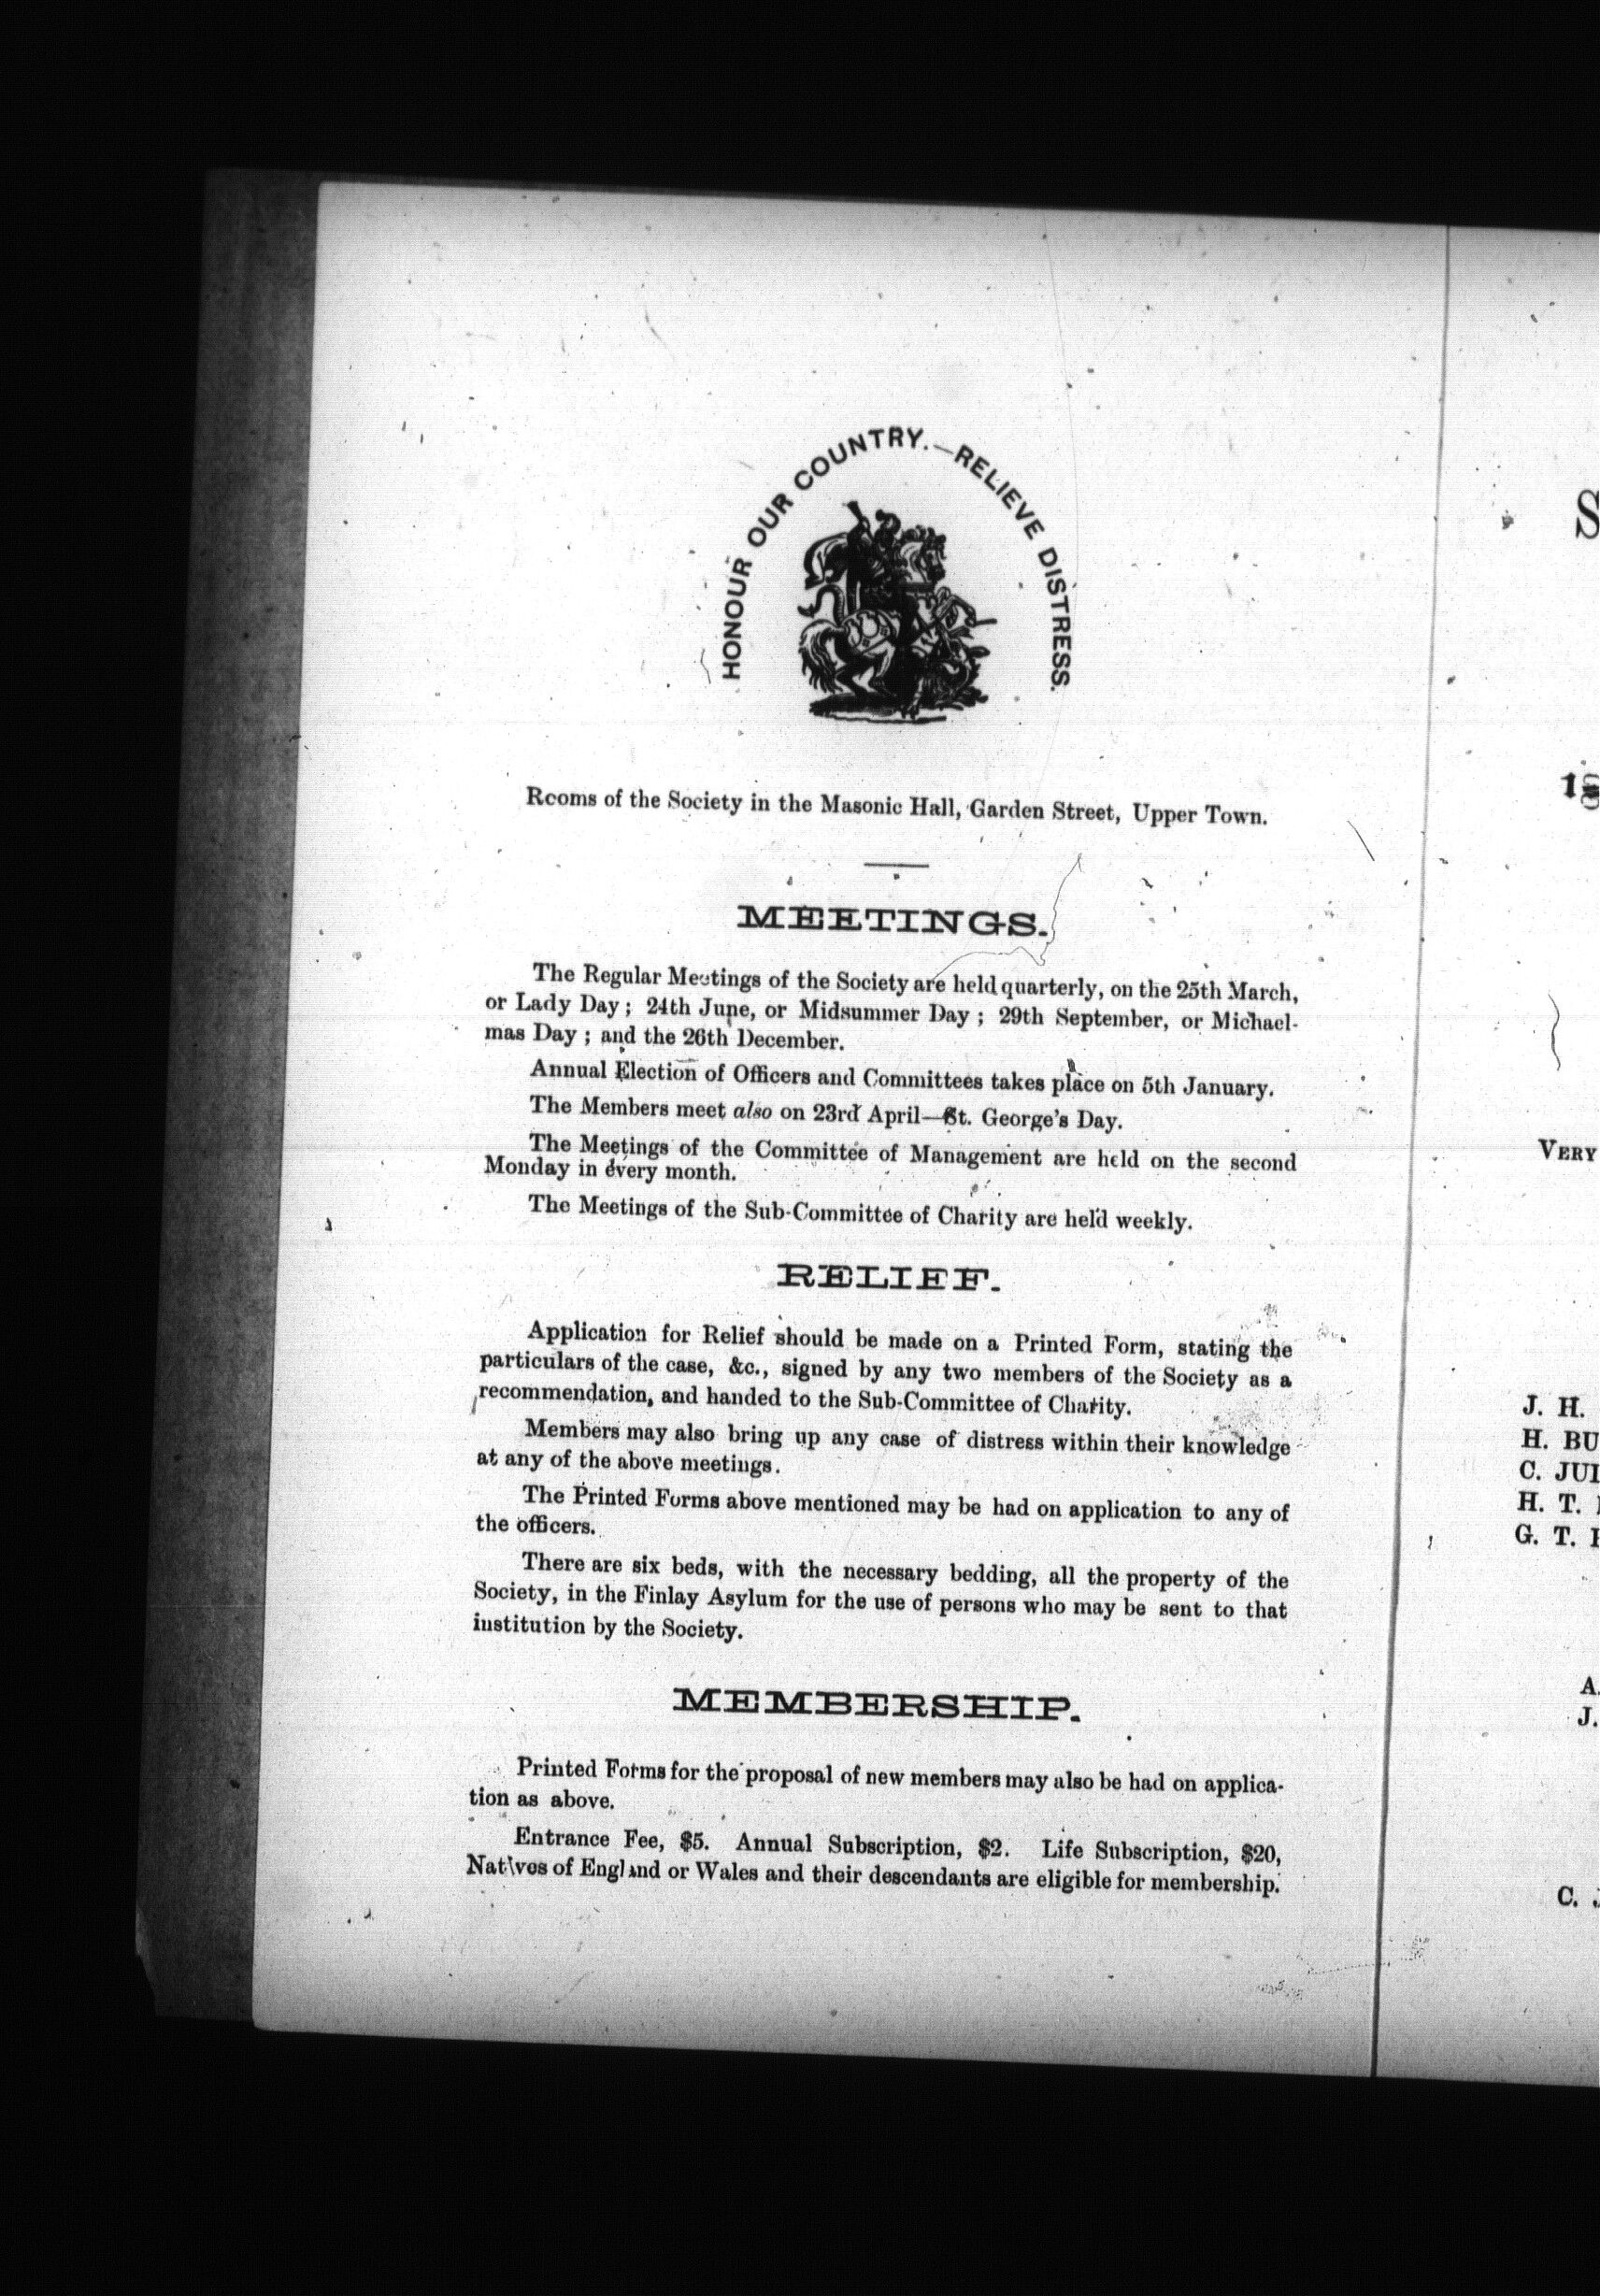 HONOUR OUR COUNTRY.—RELIEVE DISTRESS.
Rooms of the Society in the Masonic Hall, Garden Street, Upper Town.
MEETINGS.
The Regular Meetings of the Society are held quarterly, on the 25th March,
or Lady Day; 24th June, or Midsummer Day; 29th September, or Michael-
mas Day; and the 26th December.
Annual Election of Officers and Committees takes place on 5th January.
The Members meet also on 23rd April—St. George's Day.
The Meetings of the Committee of Management are held on the second
Monday in every month.
The Meetings of the Sub-Committee of Charity are held weekly.
RELIEF.
Application for Relief should be made on a Printed Form, stating the
particulars of the case, &c., signed by any two members of the Society as a
recommendation, and handed to the Sub-Committee of Charity.
Members may also bring up any case of distress within their knowledge
at any of the above meetings.
The Printed Forms above mentioned may be had on application to any of
the officers.
There are six beds, with the necessary bedding, all the property of the
Society, in the Finlay Asylum for the use of persons who may be sent to that
institution by the Society.
MEMBERSHIP.
Printed Forms for the proposal of new members may also be had on applica-
tion as above.
Entrance Fee, $5. Annual Subscription, $2. Life Subscription, $20,
Natives of England or Wales and their descendants are eligible for membership.
S
VERY
J. H.
H. BU
C. JU
H. T.
G. T.
A.
J.
C.